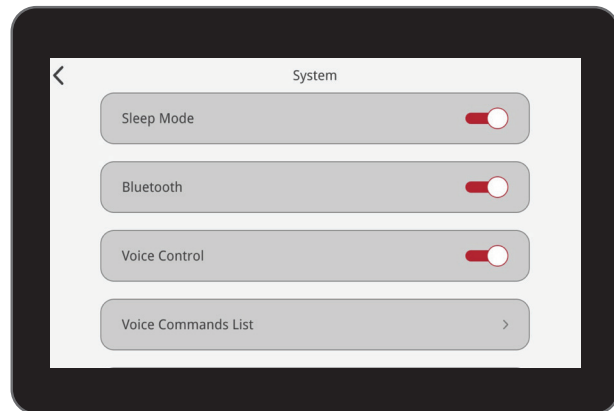 System
Sleep Mode
Bluetooth
Voice Control
Voice Commands List